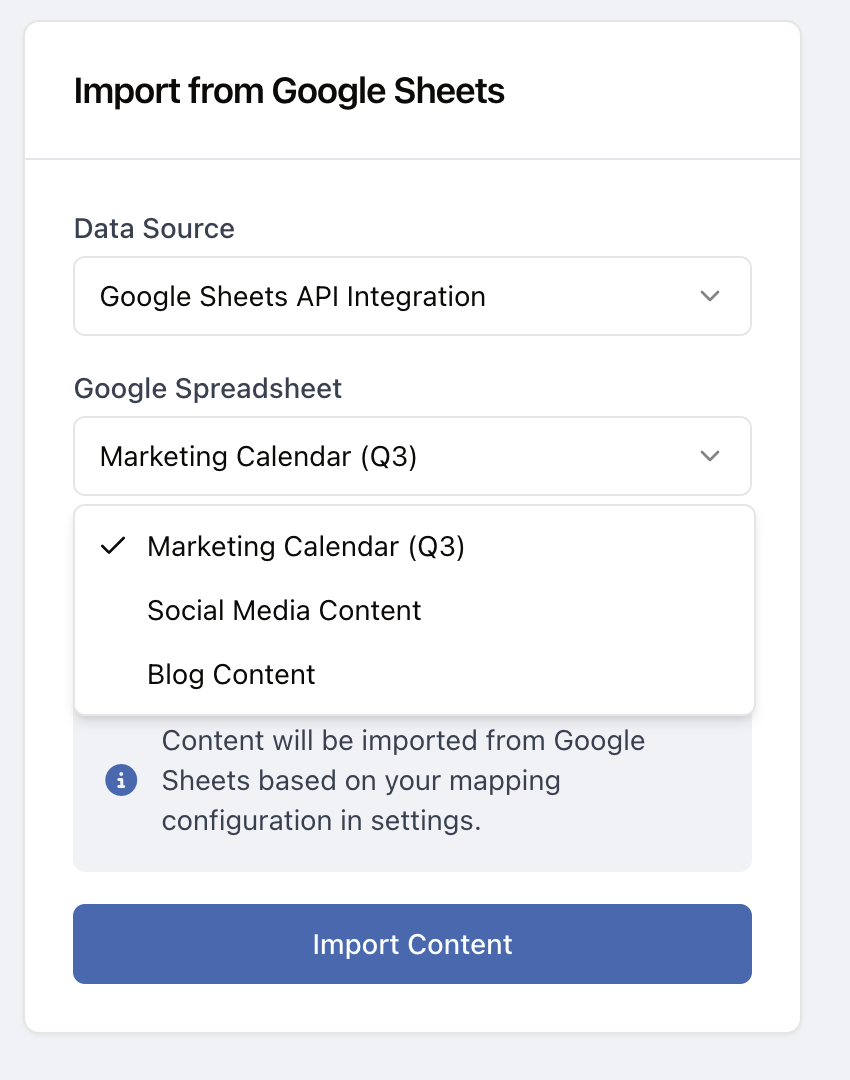 Import from Google Sheets
Data Source
Google Sheets API Integration
Google Spreadsheet
Marketing Calendar (Q3)
Marketing Calendar (Q3)
Social Media Content
Blog Content
Content will be imported from Google
Sheets based on your mapping
configuration in settings.
Import Content